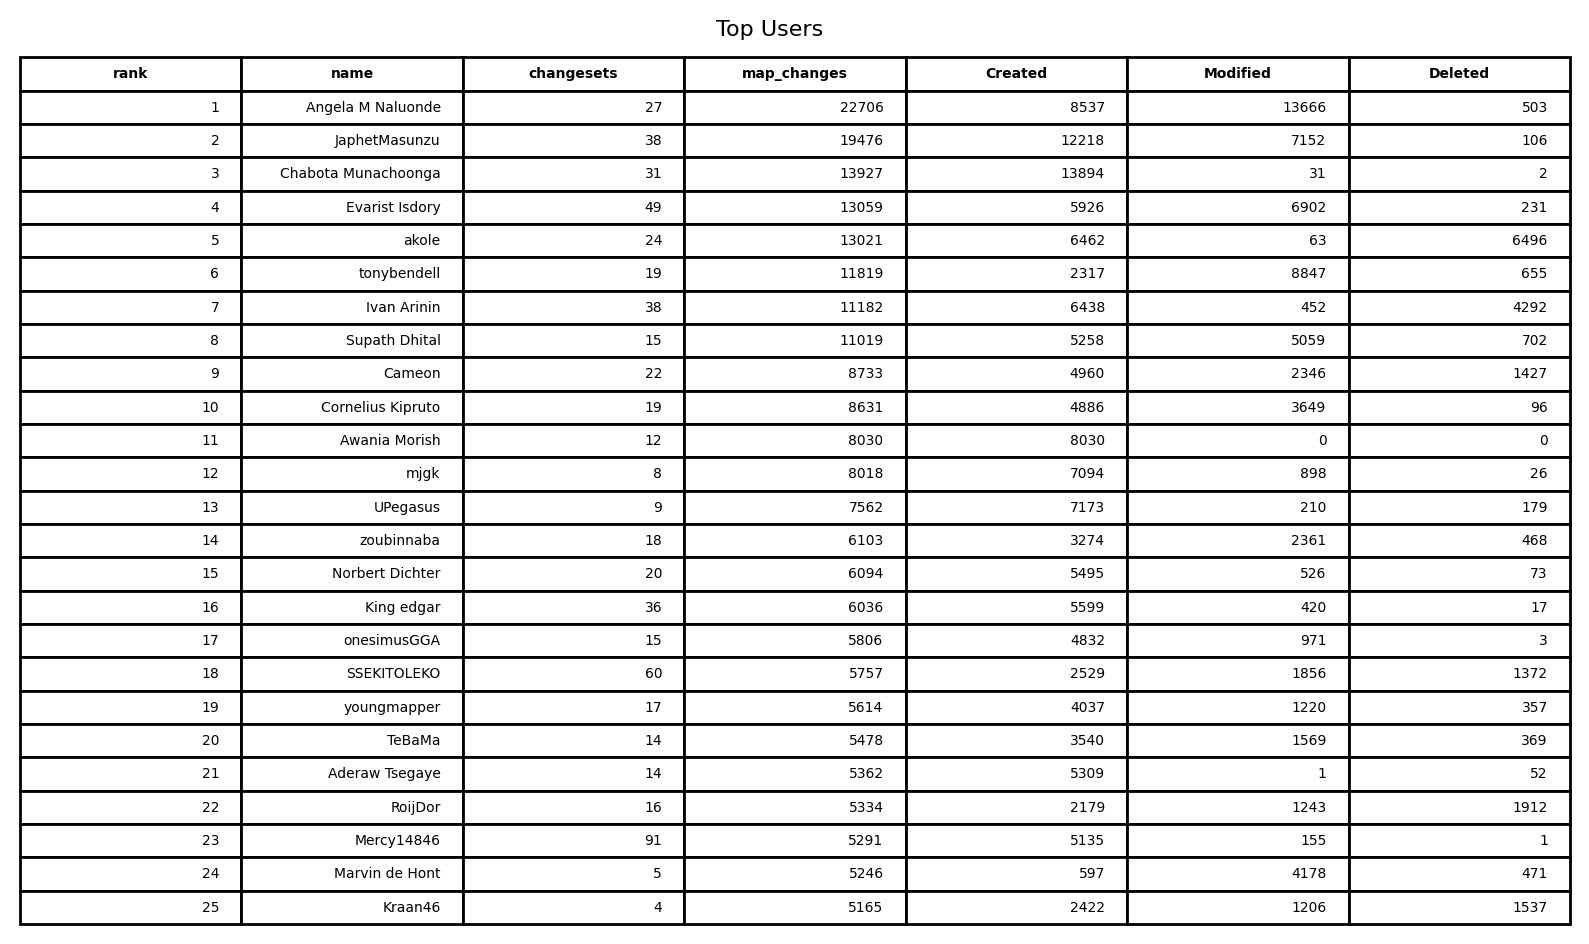 Top Users
rank name changesets map_changes Created Modified Deleted
1 Angela M Naluonde 27 22706 8537 13666 503
2 JaphetMasunzu 38 19476 12218 7152 106
3 Chabota Munachoonga 31 13927 13894 31 2
4 Evarist Isdory 49 13059 5926 6902 231
5 akole 24 13021 6462 63 6496
6 tonybendell 19 11819 2317 8847 655
7 Ivan Arinin 38 11182 6438 452 4292
8 Supath Dhital 15 11019 5258 5059 702
9 Cameon 22 8733 4960 2346 1427
10 Cornelius Kipruto 19 8631 4886 3649 96
11 Awania Morish 12 8030 8030 0 0
12 mjgk 8 8018 7094 898 26
13 UPegasus 9 7562 7173 210 179
14 zoubinnaba 18 6103 3274 2361 468
15 Norbert Dichter 20 6094 5495 526 73
16 King edgar 36 6036 5599 420 17
17 onesimusGGA 15 5806 4832 971 3
18 SSEKITOLEKO 60 5757 2529 1856 1372
19 youngmapper 17 5614 4037 1220 357
20 TeBaMa 14 5478 3540 1569 369
21 Aderaw Tsegaye 14 5362 5309 1 52
22 RoijDor 16 5334 2179 1243 1912
23 Mercy14846 91 5291 5135 155 1
24 Marvin de Hont 5 5246 597 4178 471
25 Kraan46 4 5165 2422 1206 1537